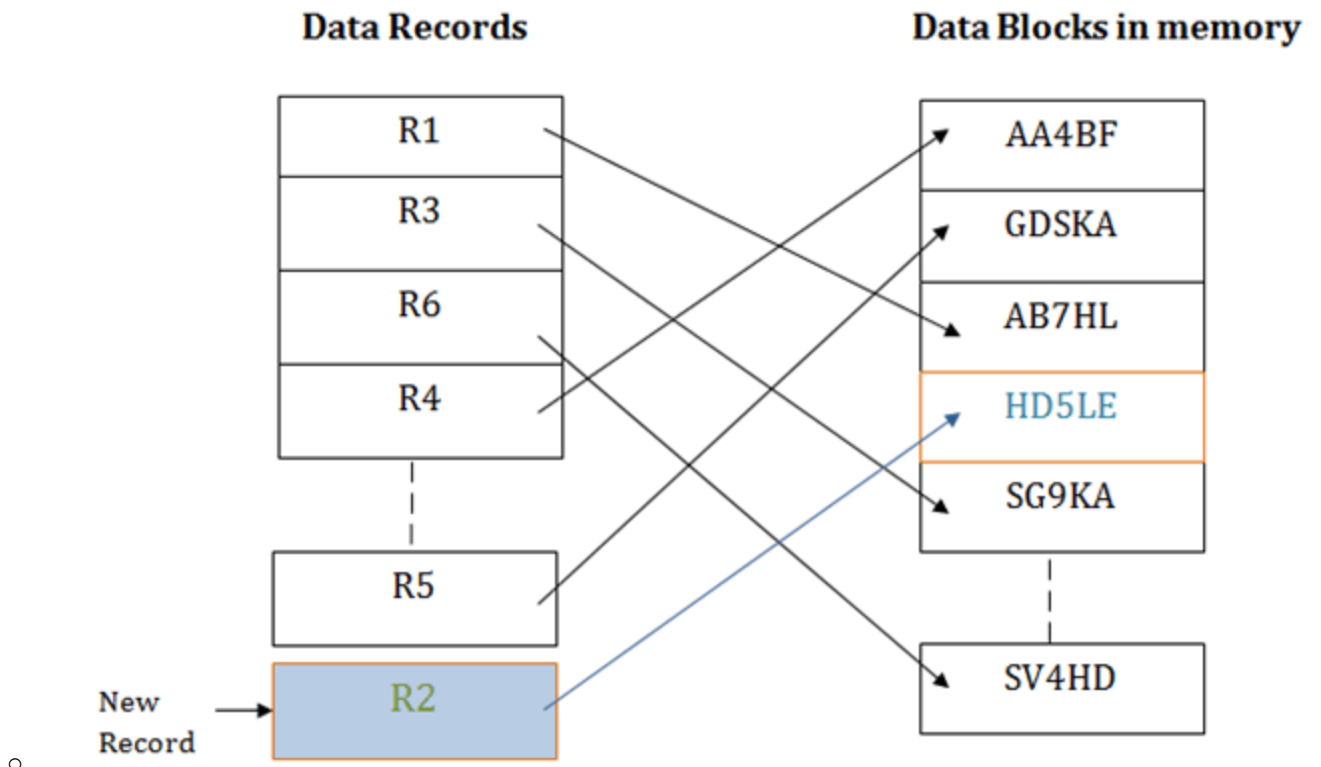 Data Records
Data Blocks in memory
R1
R3
R6
R4
R5
R2
New
Record
AA4BF
GDSKA
AB7HL
HD5LE
SG9KA
SV4HD